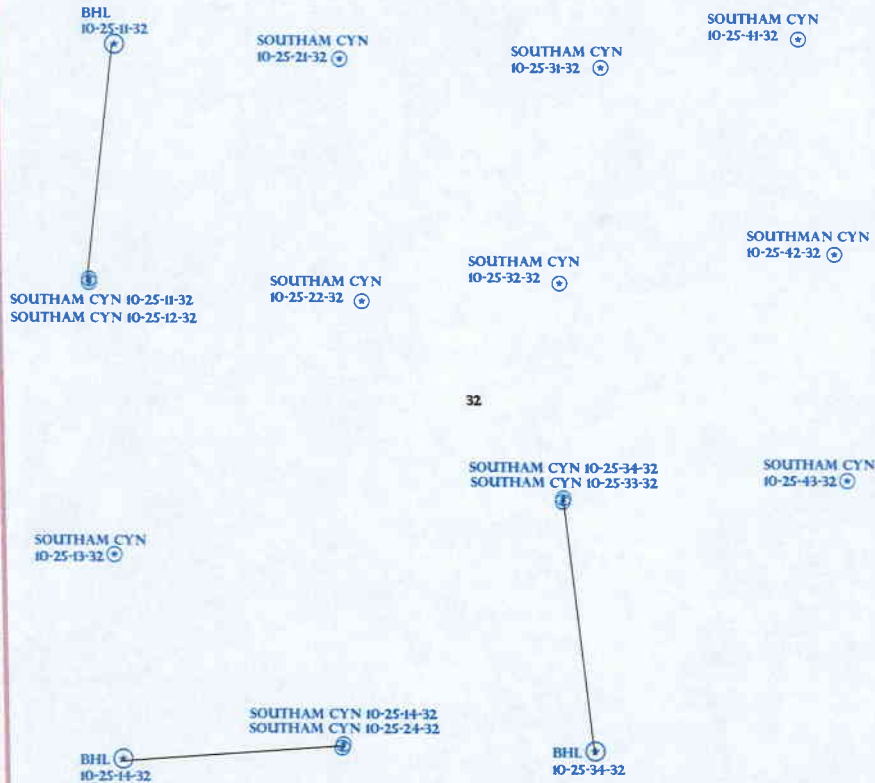 BHL
10-25-11-32
SOUTHAM CYN
10-25-21-32
SOUTHAM CYN
10-25-31-32
SOUTHAM CYN
10-25-41-32
SOUTHAM CYN 10-25-11-32
SOUTHAM CYN 10-25-12-32
SOUTHAM CYN
10-25-22-32
SOUTHAM CYN
10-25-32-32
SOUTHMAN CYN
10-25-42-32
32
SOUTHAM CYN 10-25-34-32
SOUTHAM CYN 10-25-33-32
SOUTHAM CYN
10-25-43-32
SOUTHAM CYN
10-25-13-32
SOUTHAM CYN 10-25-14-32
SOUTHAM CYN 10-25-24-32
BHL
10-25-14-32
BHL
10-25-34-32